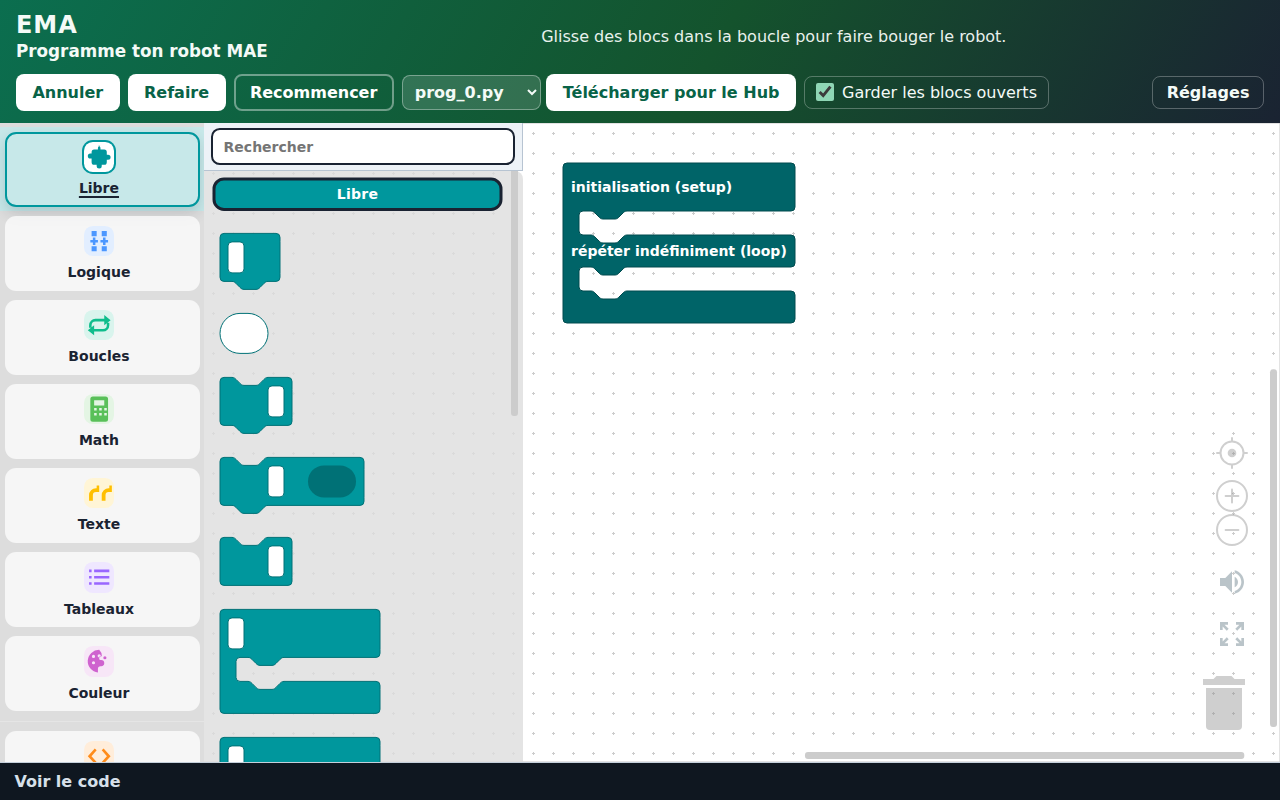 EMA
Programme ton robot MAE
Glisse des blocs dans la boucle pour faire bouger le robot.
Annuler
Refaire
Recommencer
prog_0.py
Télécharger pour le Hub
Garder les blocs ouverts
Réglages
Libre
Logique
Boucles
Math
Texte
Tableaux
Couleur
Rechercher
Libre
initialisation (setup)
répéter indéfiniment (loop)
Voir le code